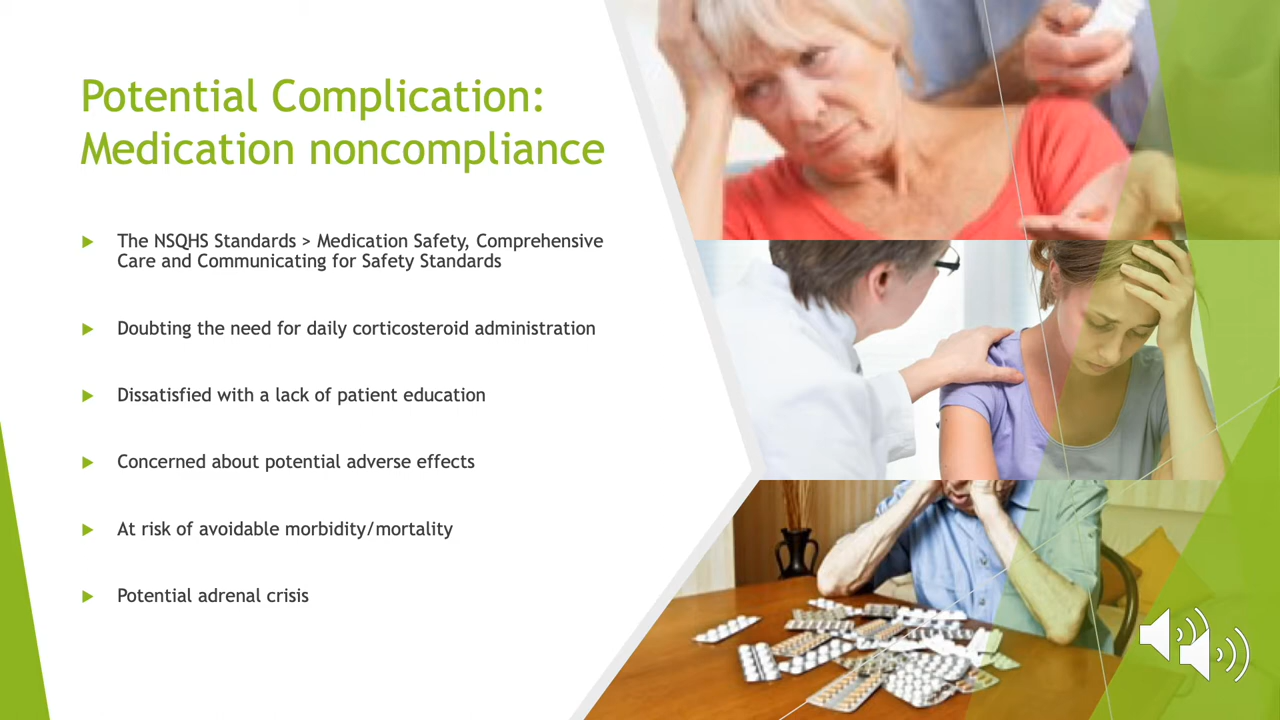 Potential Complication:
Medication noncompliance
The NSQHS Standards > Medication Safety, Comprehensive
Care and Communicating for Safety Standards
Doubting the need for daily corticosteroid administration
Dissatisfied with a lack of patient education
Concerned about potential adverse effects
At risk of avoidable morbidity/mortality
Potential adrenal crisis